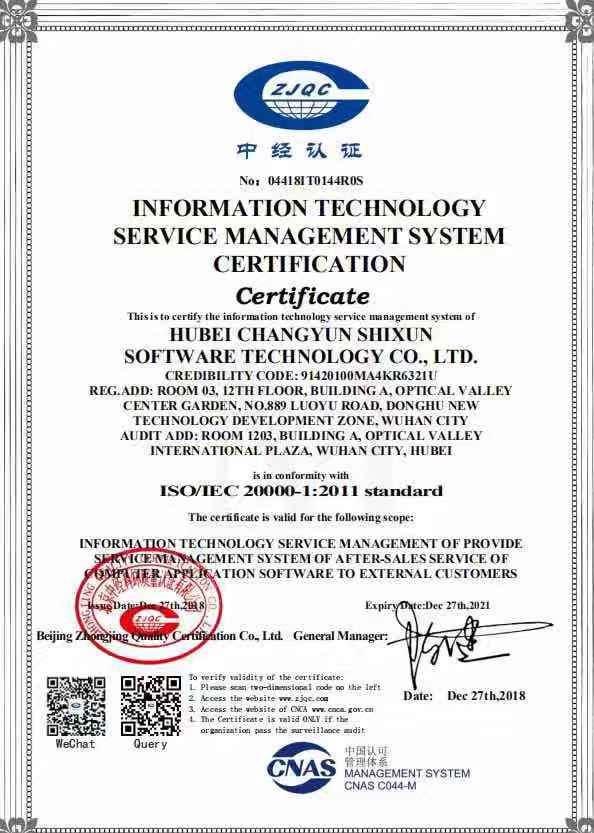 ZJQC
中经认证
No：04418IT0144R0S
INFORMATION TECHNOLOGY
SERVICE MANAGEMENT SYSTEM
CERTIFICATION
Certificate
This is to certify the information technology service management system of
HUBEI CHANGYUN SHIXUN
SOFTWARE TECHNOLOGY CO., LTD.
CREDIBILITY CODE: 91420100MA4KR6321U
REG.ADD: ROOM 03, 12TH FLOOR, BUILDING A, OPTICAL VALLEY
CENTER GARDEN, NO.889 LUOYU ROAD, DONGHU NEW
TECHNOLOGY DEVELOPMENT ZONE, WUHAN CITY
AUDIT ADD: ROOM 1203, BUILDING A, OPTICAL VALLEY
INTERNATIONAL PLAZA, WUHAN CITY, HUBEI
is in conformity with
ISO/IEC 20000-1:2011 standard
The certificate is valid for the following scope:
INFORMATION TECHNOLOGY SERVICE MANAGEMENT OF PROVIDE
SERVICE MANAGEMENT SYSTEM OF AFTER-SALES SERVICE OF
COMPUTER APPLICATION SOFTWARE TO EXTERNAL CUSTOMERS
Issue Date:Dec 27th,2018 Expiry Date:Dec 27th,2021
ZJQC
Beijing Zhongjing Quality Certification Co., Ltd. General Manager:
To verify validity of the certificate:
1. Please scan two-dimensional code on the left
2. Access the website www.zjqc.com
3. Access the website of CNCA www.cnca.gov.cn
4. The Certificate is valid ONLY if the
organization pass the surveillance audit
Date: Dec 27th,2018
WeChat Query
CNAS
中国认可
管理体系
MANAGEMENT SYSTEM
CNAS C044-M